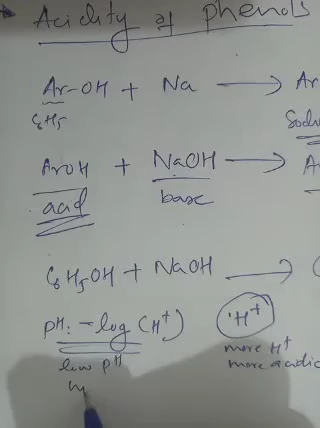 Acidity of phenols
Ar-OH + Na → Ar
C6H5
ArOH + NaOH → A
acid base
C6H5OH + NaOH →
pH: -log(H+) H+
low pH more H+
more acidic